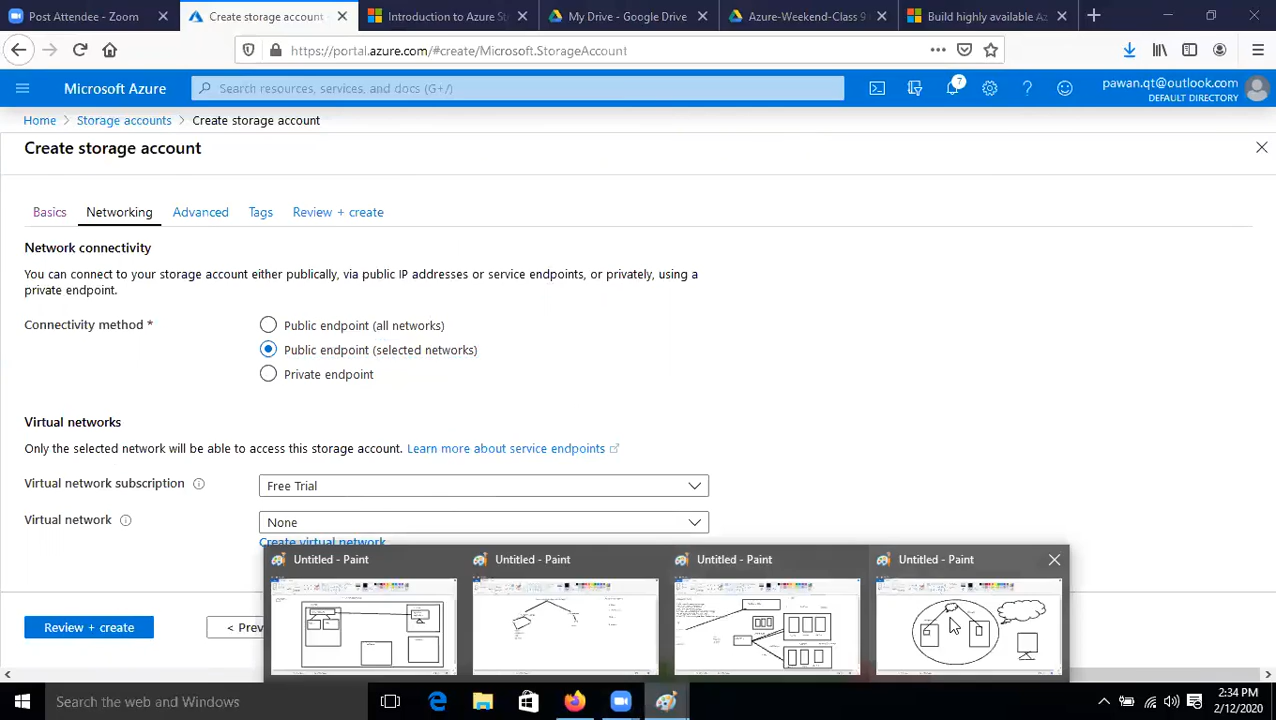 Post Attendee - Zoom
Create storage account
Introduction to Azure St
My Drive - Google Drive
Azure-Weekend-Class 9
Build highly available Az
https://portal.azure.com/#create/Microsoft.StorageAccount
Microsoft Azure
Search resources, services, and docs (G+/)
7
pawan.qt@outlook.com
DEFAULT DIRECTORY
Home > Storage accounts > Create storage account
Create storage account
Basics
Networking
Advanced
Tags
Review + create
Network connectivity
You can connect to your storage account either publically, via public IP addresses or service endpoints, or privately, using a
private endpoint.
Connectivity method *
Public endpoint (all networks)
Public endpoint (selected networks)
Private endpoint
Virtual networks
Only the selected network will be able to access this storage account. Learn more about service endpoints
Virtual network subscription
Free Trial
Virtual network
None
Create virtual network
Untitled - Paint
Untitled - Paint
Untitled - Paint
Untitled - Paint
Review + create
< Prev
Search the web and Windows
2:34 PM
2/12/2020